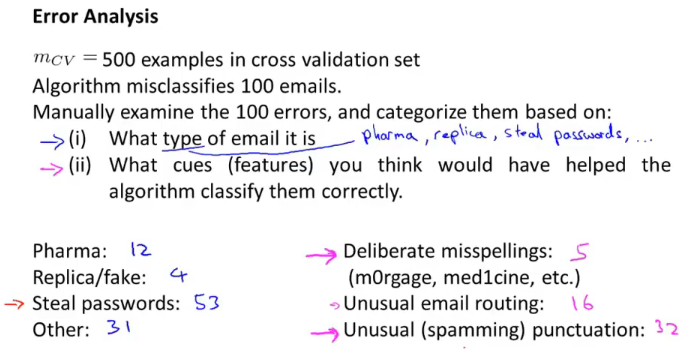 Error Analysis
m_CV = 500 examples in cross validation set
Algorithm misclassifies 100 emails.
Manually examine the 100 errors, and categorize them based on:
→ (i) What type of email it is pharma, replica, steal passwords, ...
→ (ii) What cues (features) you think would have helped the
algorithm classify them correctly.
Pharma: 12
Replica/fake: 4
→ Steal passwords: 53
Other: 31
→ Deliberate misspellings: 5
(m0rgage, med1cine, etc.)
→ Unusual email routing: 16
→ Unusual (spamming) punctuation: 32